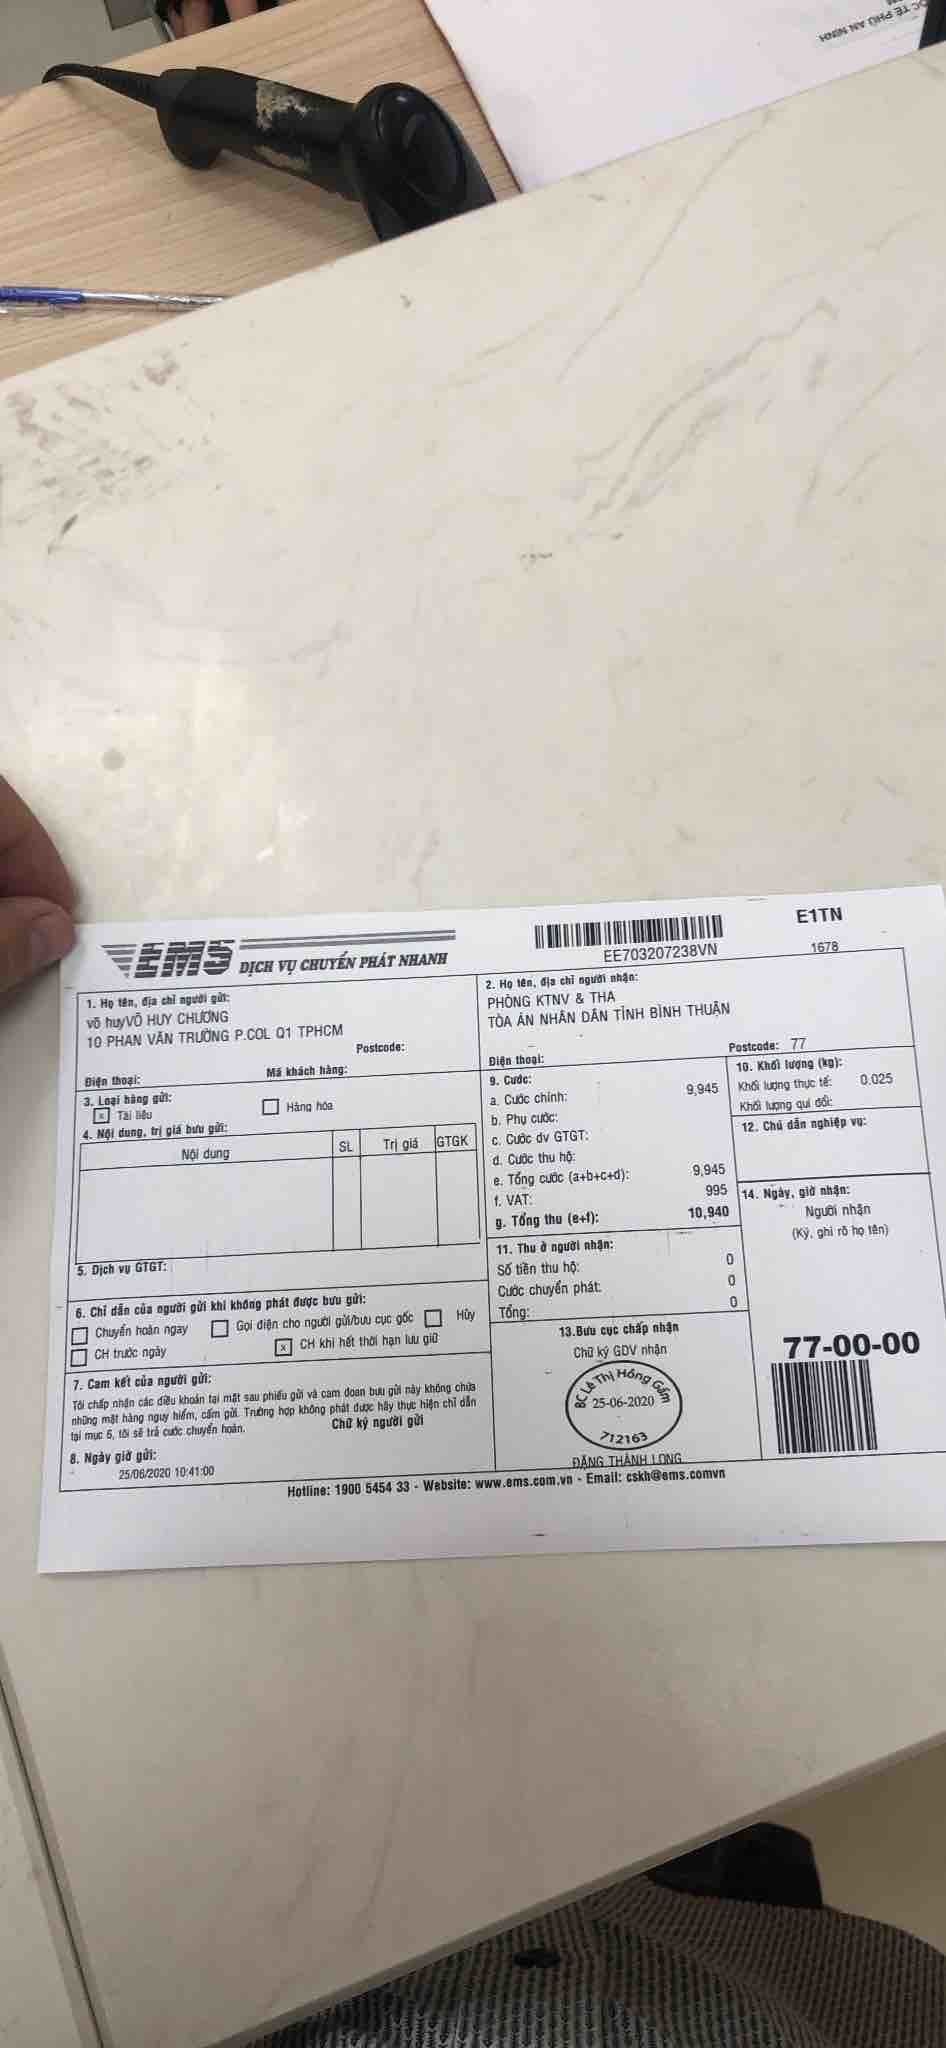 ỌC TẾ PHÚ AN NINH
EMS DỊCH VỤ CHUYỂN PHÁT NHANH
EE703207238VN
E1TN
1678
1. Họ tên, địa chỉ người gửi:
võ huyVÕ HUY CHƯƠNG
10 PHAN VĂN TRƯỜNG P.COL Q1 TPHCM
Postcode:
Điện thoại:
Mã khách hàng:
2. Họ tên, địa chỉ người nhận:
PHÒNG KTNV & THA
TÒA ÁN NHÂN DÂN TỈNH BÌNH THUẬN
Postcode: 77
Điện thoại:
3. Loại hàng gửi:
x Tài liệu
Hàng hóa
4. Nội dung, trị giá bưu gửi:
Nội dung SL Trị giá GTGK
5. Dịch vụ GTGT:
6. Chỉ dẫn của người gửi khi không phát được bưu gửi:
Chuyển hoàn ngay
Gọi điện cho người gửi/bưu cục gốc
Hủy
CH trước ngày
x CH khi hết thời hạn lưu giữ
7. Cam kết của người gửi:
Tôi chấp nhận các điều khoản tại mặt sau phiếu gửi và cam đoan bưu gửi này không chứa
những mặt hàng nguy hiểm, cấm gửi. Trường hợp không phát được hãy thực hiện chỉ dẫn
tại mục 6, tôi sẽ trả cước chuyển hoàn.
Chữ ký người gửi
8. Ngày giờ gửi:
25/06/2020 10:41:00
9. Cước:
a. Cước chính: 9,945
b. Phụ cước:
c. Cước dv GTGT:
d. Cước thu hộ:
e. Tổng cước (a+b+c+d): 9,945
f. VAT: 995
g. Tổng thu (e+f): 10,940
10. Khối lượng (kg):
Khối lượng thực tế: 0.025
Khối lượng qui đổi:
11. Thu ở người nhận:
Số tiền thu hộ: 0
Cước chuyển phát: 0
Tổng: 0
12. Chú dẫn nghiệp vụ:
13.Bưu cục chấp nhận
Chữ ký GDV nhận
BC Lê Thị Hồng Gấm
25-06-2020
712163
ĐẶNG THÀNH LONG
14. Ngày, giờ nhận:
Người nhận
(Ký, ghi rõ họ tên)
77-00-00
Hotline: 1900 5454 33 - Website: www.ems.com.vn - Email: cskh@ems.comvn